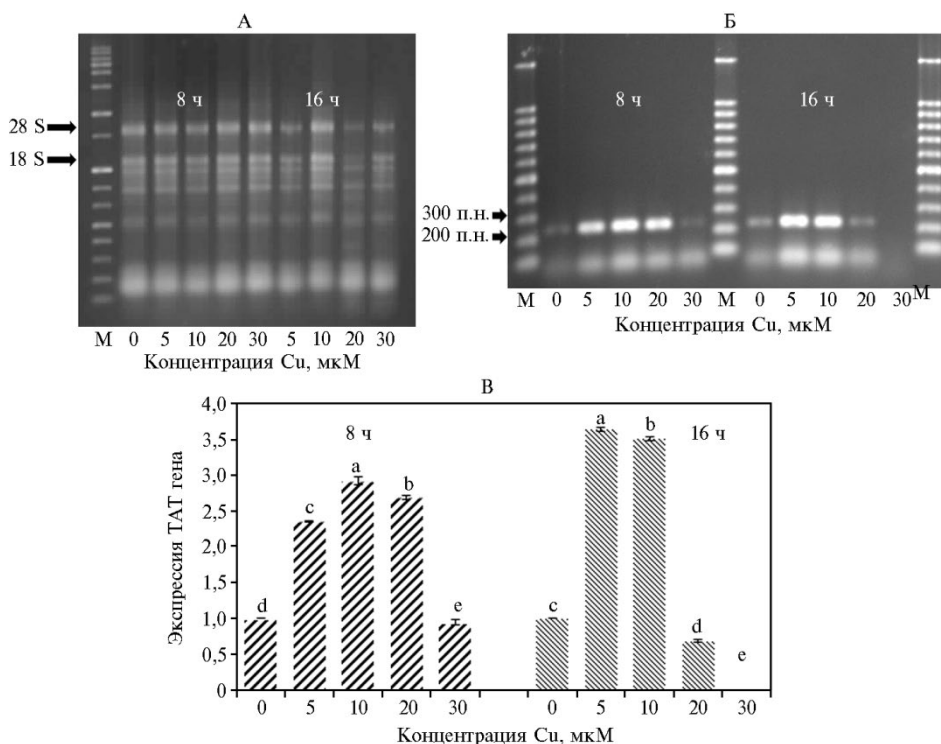 А
8 ч
16 ч
28 S
18 S
М 0 5 10 20 30 5 10 20 30
Концентрация Cu, мкМ
Б
8 ч
16 ч
300 п.н.
200 п.н.
0 5 10 20 30 М 0 5 10 20 30 М
Концентрация Cu, мкМ
В
8 ч
16 ч
Экспрессия ТАТ гена
4,0
3,5
3,0
2,5
2,0
1,5
1,0
0,5
0
d c a b e c a b d e
0 5 10 20 30 0 5 10 20 30
Концентрация Cu, мкМ